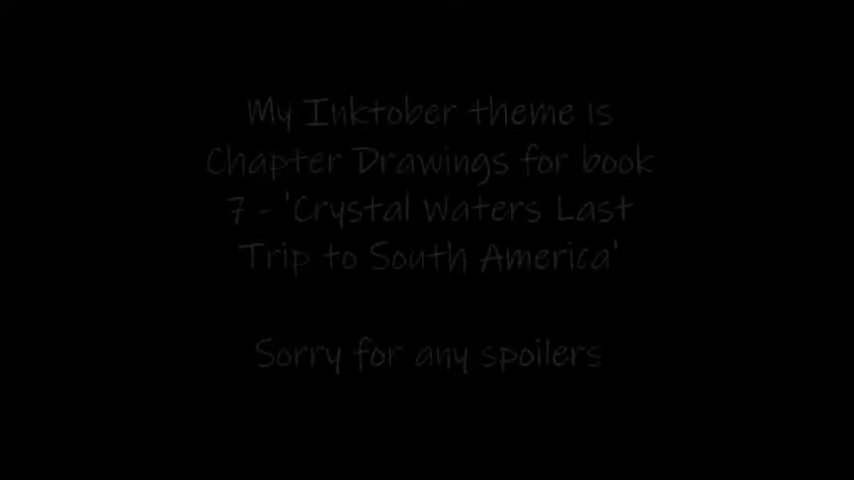 My Inktober theme is
Chapter Drawings for book
7 - 'Crystal Waters Last
Trip to South America'
Sorry for any spoilers